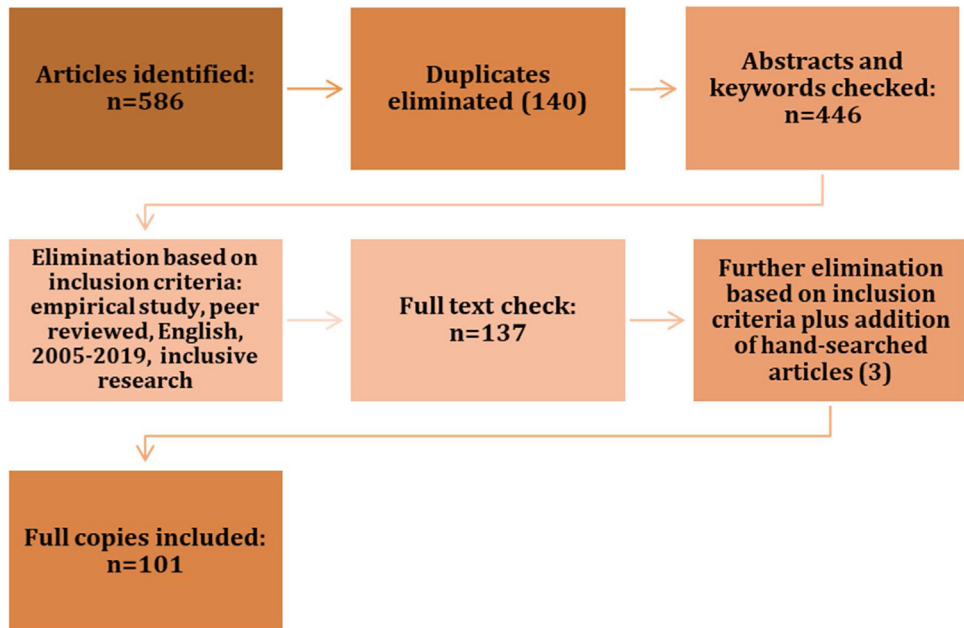 Articles identified:
n=586
Duplicates
eliminated (140)
Abstracts and
keywords checked:
n=446
Elimination based on
inclusion criteria:
empirical study, peer
reviewed, English,
2005-2019, inclusive
research
Full text check:
n=137
Further elimination
based on inclusion
criteria plus addition
of hand-searched
articles (3)
Full copies included:
n=101